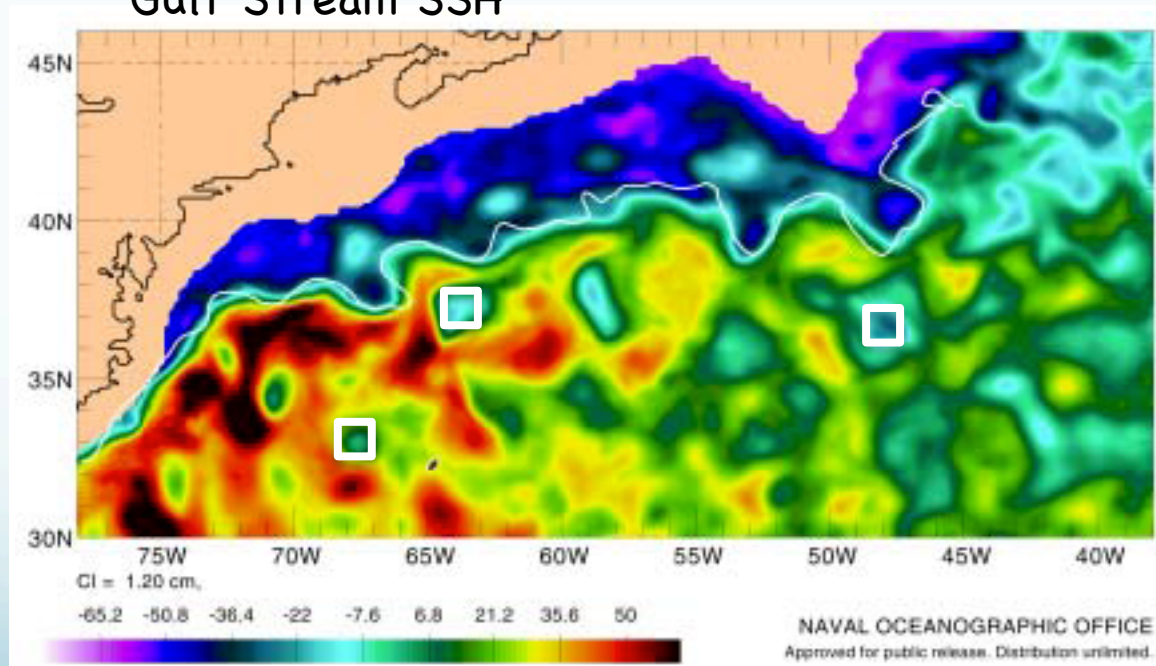 Gulf Stream SSH
45N
40N
35N
30N
75W 70W 65W 60W 55W 50W 45W 40W
CI = 1.20 cm,
-65.2 -50.8 -36.4 -22 -7.6 6.8 21.2 35.6 50
NAVAL OCEANOGRAPHIC OFFICE
Approved for public release. Distribution unlimited.